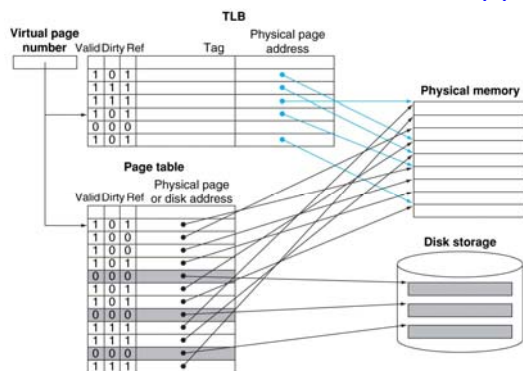 TLB
Virtual page
number
Valid Dirty Ref
Tag
Physical page
address
1 0 1
1 1 1
1 1 1
1 0 1
0 0 0
1 0 1
Physical memory
Page table
Physical page
Valid Dirty Ref or disk address
1 0 1
1 0 0
1 0 0
1 0 1
0 0 0
1 0 1
1 0 1
0 0 0
1 1 1
1 1 1
0 0 0
1 1 1
Disk storage